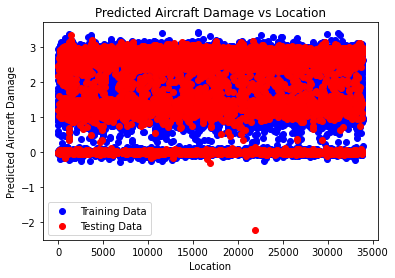 Predicted Aircraft Damage vs Location
Predicted Aircraft Damage
3
2
1
0
−1
−2
Training Data
Testing Data
0 5000 10000 15000 20000 25000 30000 35000
Location